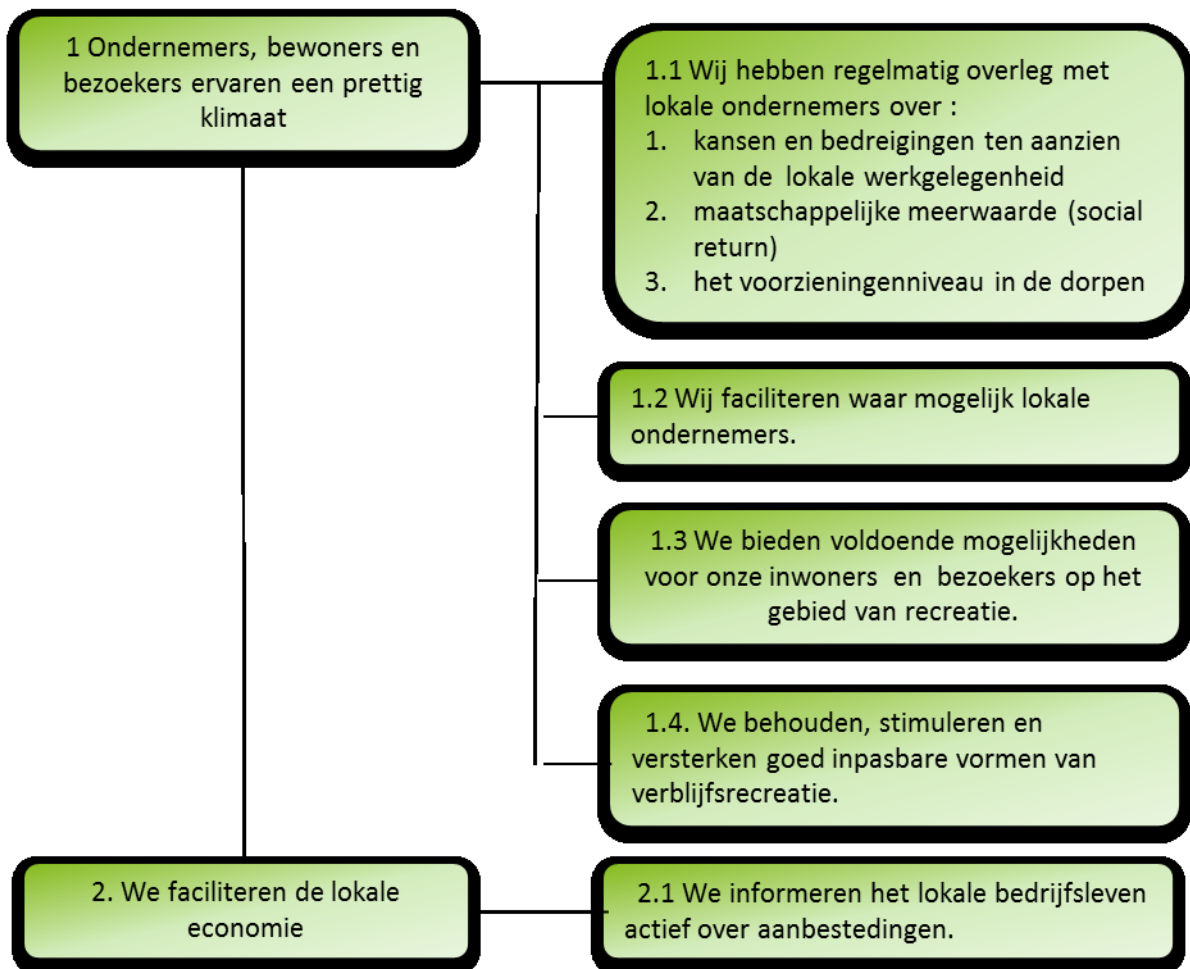 1 Ondernemers, bewoners en
bezoekers ervaren een prettig
klimaat
1.1 Wij hebben regelmatig overleg met
lokale ondernemers over :
1. kansen en bedreigingen ten aanzien
van de lokale werkgelegenheid
2. maatschappelijke meerwaarde (social
return)
3. het voorzieningenniveau in de dorpen
1.2 Wij faciliteren waar mogelijk lokale
ondernemers.
1.3 We bieden voldoende mogelijkheden
voor onze inwoners en bezoekers op het
gebied van recreatie.
1.4. We behouden, stimuleren en
versterken goed inpasbare vormen van
verblijfsrecreatie.
2. We faciliteren de lokale
economie
2.1 We informeren het lokale bedrijfsleven
actief over aanbestedingen.